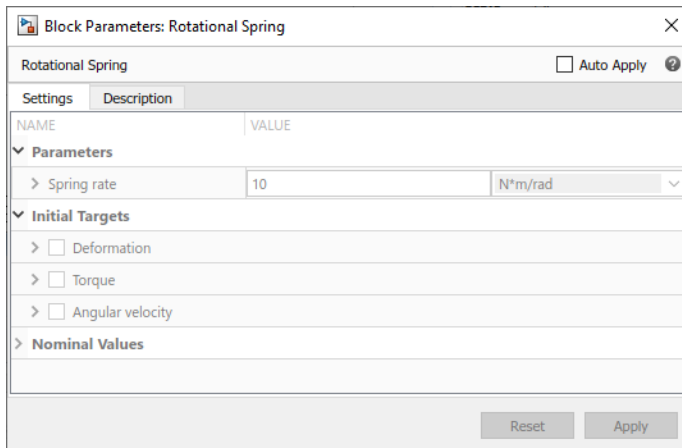 Block Parameters: Rotational Spring
Rotational Spring Auto Apply
Settings Description
NAME VALUE
Parameters
Spring rate 10 N*m/rad
Initial Targets
Deformation
Torque
Angular velocity
Nominal Values
Reset Apply